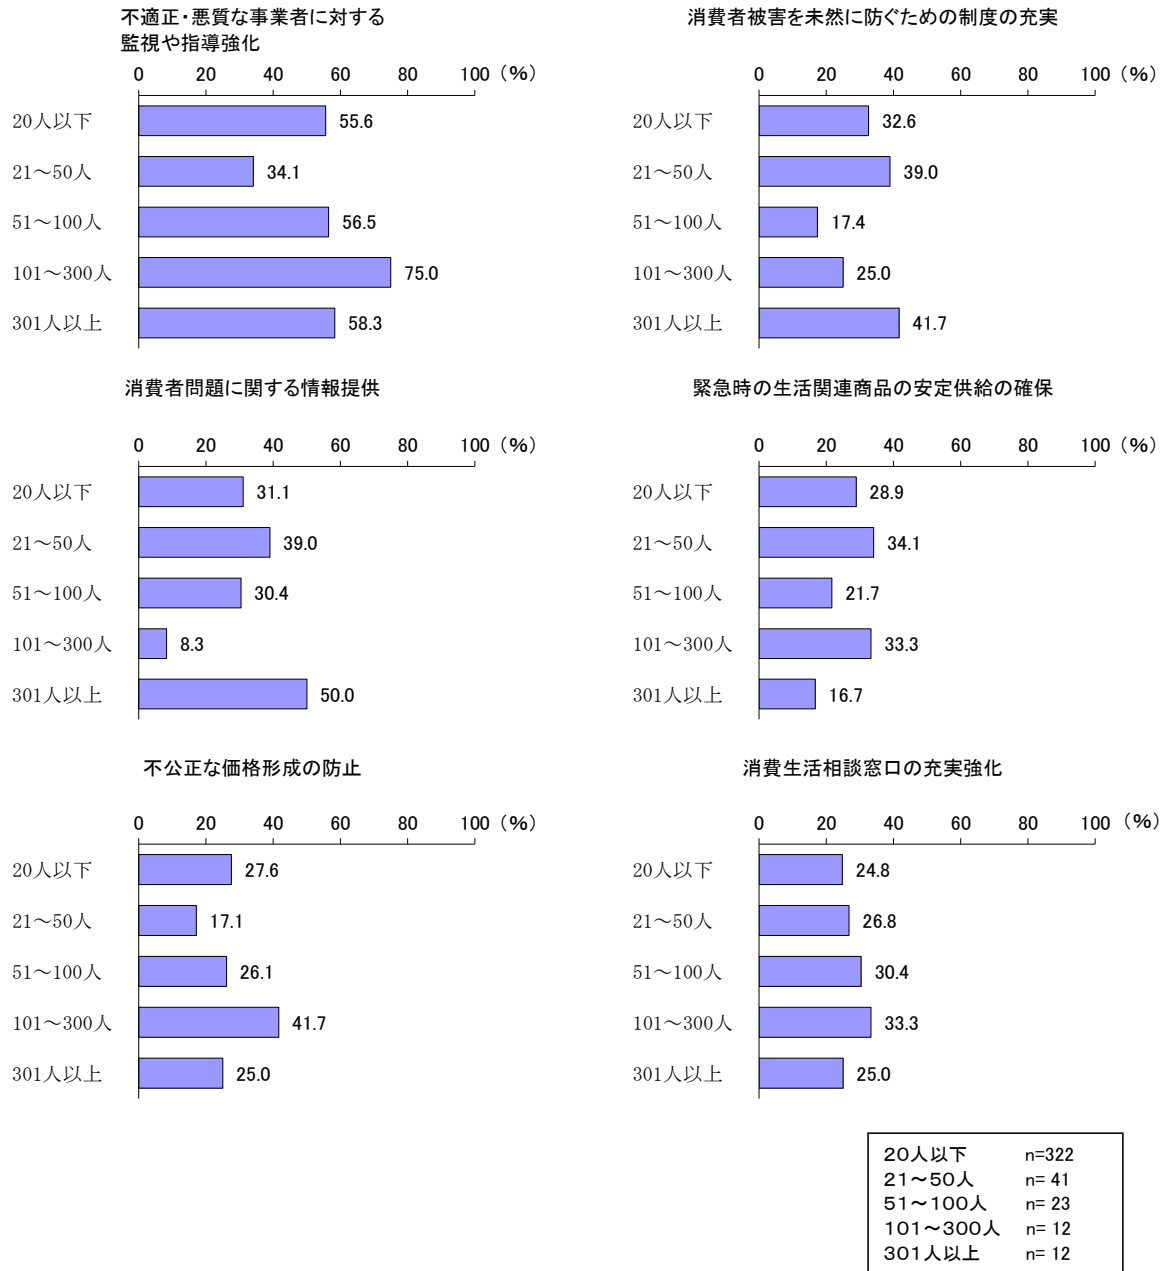 不適正・悪質な事業者に対する
監視や指導強化
0 20 40 60 80 100 (%)
20人以下 55.6
21～50人 34.1
51～100人 56.5
101～300人 75.0
301人以上 58.3
消費者被害を未然に防ぐための制度の充実
0 20 40 60 80 100 (%)
20人以下 32.6
21～50人 39.0
51～100人 17.4
101～300人 25.0
301人以上 41.7
消費者問題に関する情報提供
0 20 40 60 80 100 (%)
20人以下 31.1
21～50人 39.0
51～100人 30.4
101～300人 8.3
301人以上 50.0
緊急時の生活関連商品の安定供給の確保
0 20 40 60 80 100 (%)
20人以下 28.9
21～50人 34.1
51～100人 21.7
101～300人 33.3
301人以上 16.7
不公正な価格形成の防止
0 20 40 60 80 100 (%)
20人以下 27.6
21～50人 17.1
51～100人 26.1
101～300人 41.7
301人以上 25.0
消費生活相談窓口の充実強化
0 20 40 60 80 100 (%)
20人以下 24.8
21～50人 26.8
51～100人 30.4
101～300人 33.3
301人以上 25.0
２０人以下 n=322
２１～５０人 n= 41
５１～１００人 n= 23
１０１～３００人 n= 12
３０１人以上 n= 12